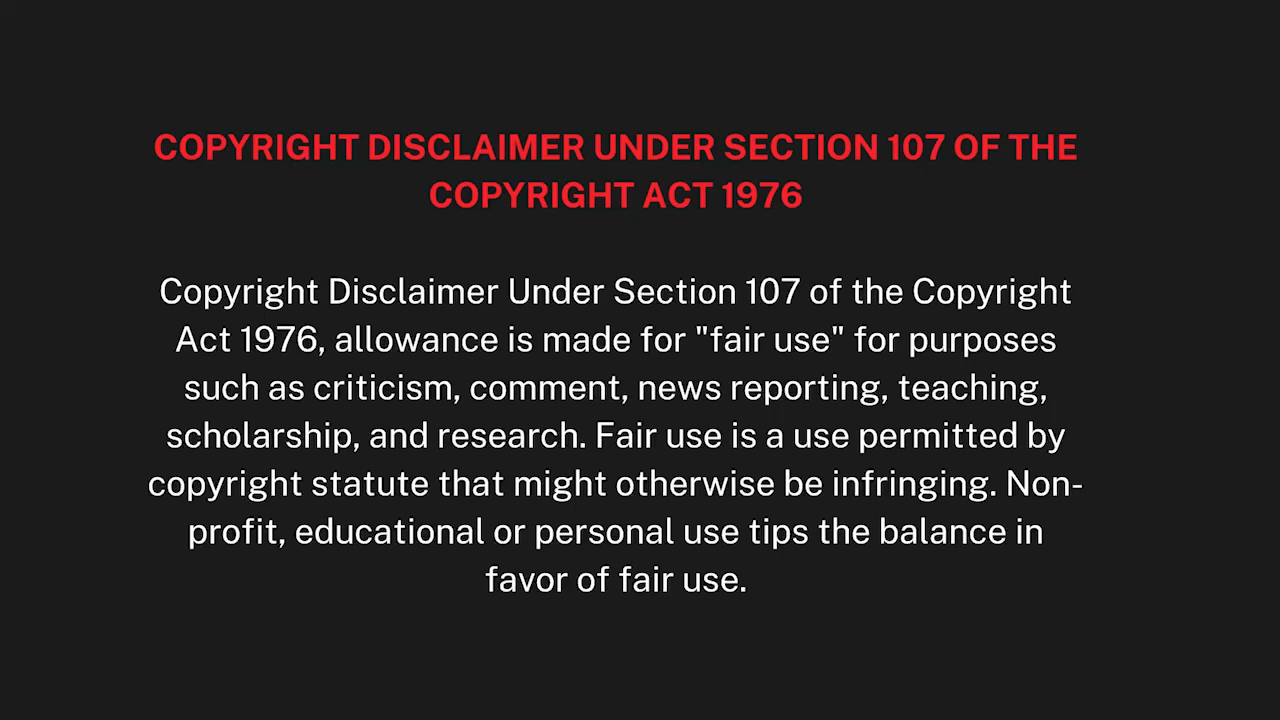 COPYRIGHT DISCLAIMER UNDER SECTION 107 OF THE
COPYRIGHT ACT 1976
Copyright Disclaimer Under Section 107 of the Copyright
Act 1976, allowance is made for "fair use" for purposes
such as criticism, comment, news reporting, teaching,
scholarship, and research. Fair use is a use permitted by
copyright statute that might otherwise be infringing. Non-
profit, educational or personal use tips the balance in
favor of fair use.